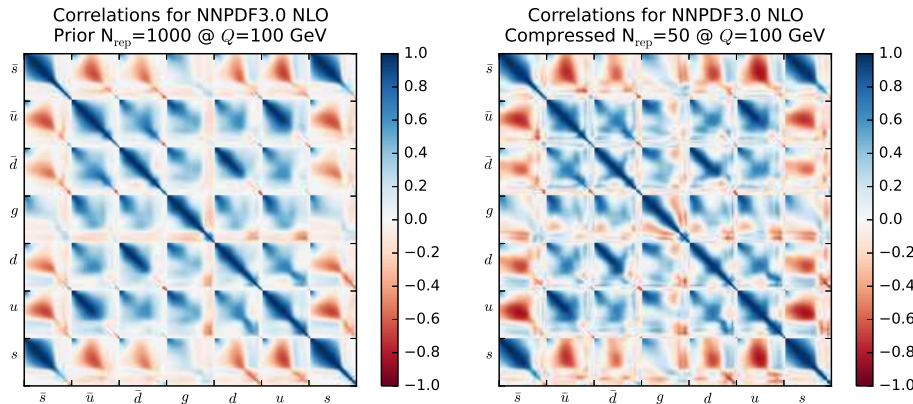 Correlations for NNPDF3.0 NLO
Prior N_rep=1000 @ Q=100 GeV
s̄
ū
d̄
g
d
u
s
s̄ ū d̄ g d u s
1.0
0.8
0.6
0.4
0.2
0.0
−0.2
−0.4
−0.6
−0.8
−1.0
Correlations for NNPDF3.0 NLO
Compressed N_rep=50 @ Q=100 GeV
s̄
ū
d̄
g
d
u
s
s̄ ū d̄ g d u s
1.0
0.8
0.6
0.4
0.2
0.0
−0.2
−0.4
−0.6
−0.8
−1.0